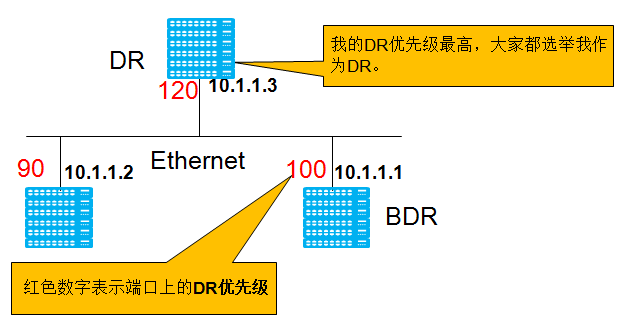 我的DR优先级最高，大家都选举我作
为DR。
DR
120
10.1.1.3
Ethernet
90
10.1.1.2
100
10.1.1.1
BDR
红色数字表示端口上的DR优先级